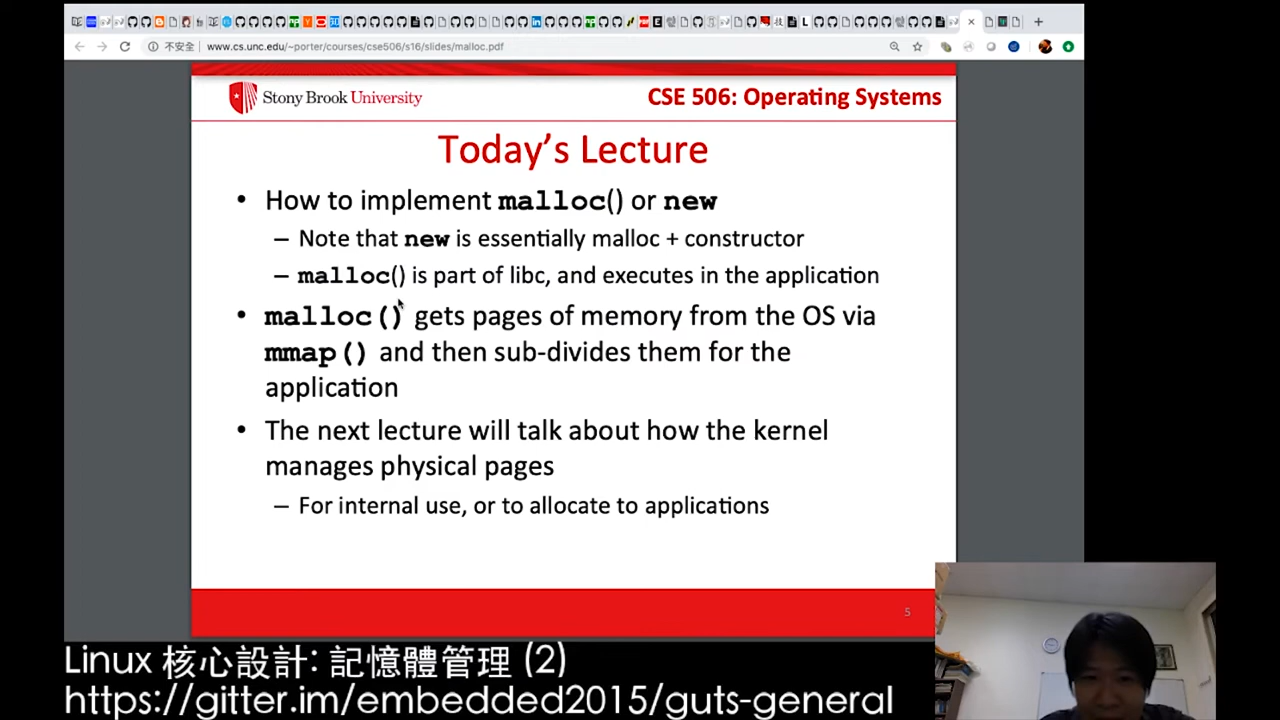 不安全 www.cs.unc.edu/~porter/courses/cse506/s16/slides/malloc.pdf
Stony Brook University
CSE 506: Operating Systems
Today's Lecture
• How to implement malloc() or new
– Note that new is essentially malloc + constructor
– malloc() is part of libc, and executes in the application
• malloc() gets pages of memory from the OS via
mmap() and then sub-divides them for the
application
• The next lecture will talk about how the kernel
manages physical pages
– For internal use, or to allocate to applications
5
Linux 核心設計: 記憶體管理 (2)
https://gitter.im/embedded2015/guts-general